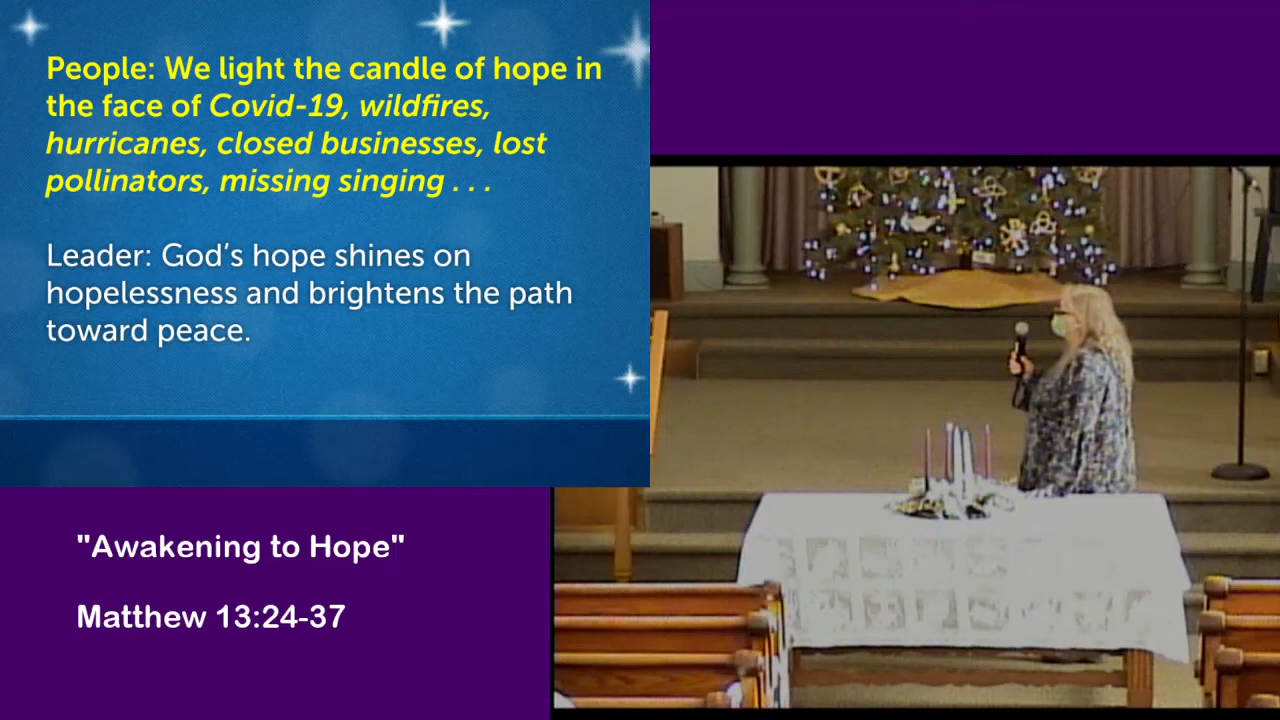 People: We light the candle of hope in
the face of Covid-19, wildfires,
hurricanes, closed businesses, lost
pollinators, missing singing . . .
Leader: God's hope shines on
hopelessness and brightens the path
toward peace.
"Awakening to Hope"
Matthew 13:24-37